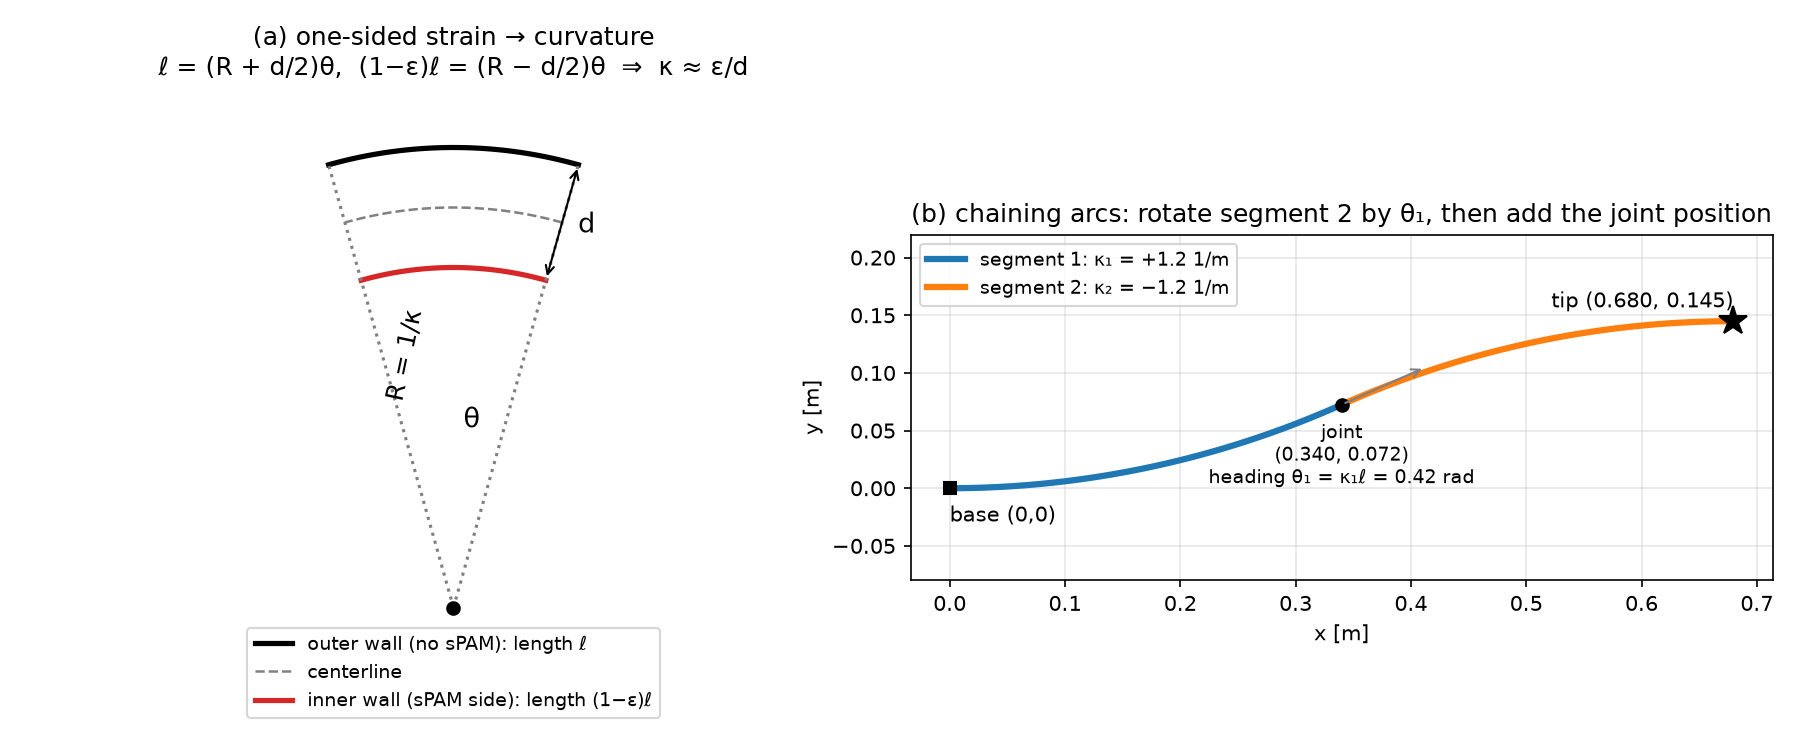 (a) one-sided strain → curvature
ℓ = (R + d/2)θ,  (1−ε)ℓ = (R − d/2)θ  ⇒  κ ≈ ε/d
d
R = 1/κ
θ
outer wall (no sPAM): length ℓ
centerline
inner wall (sPAM side): length (1−ε)ℓ
(b) chaining arcs: rotate segment 2 by θ₁, then add the joint position
segment 1: κ₁ = +1.2 1/m
segment 2: κ₂ = −1.2 1/m
tip (0.680, 0.145)
joint
(0.340, 0.072)
heading θ₁ = κ₁ℓ = 0.42 rad
base (0,0)
y [m]
0.20
0.15
0.10
0.05
0.00
−0.05
0.0
0.1
0.2
0.3
0.4
0.5
0.6
0.7
x [m]